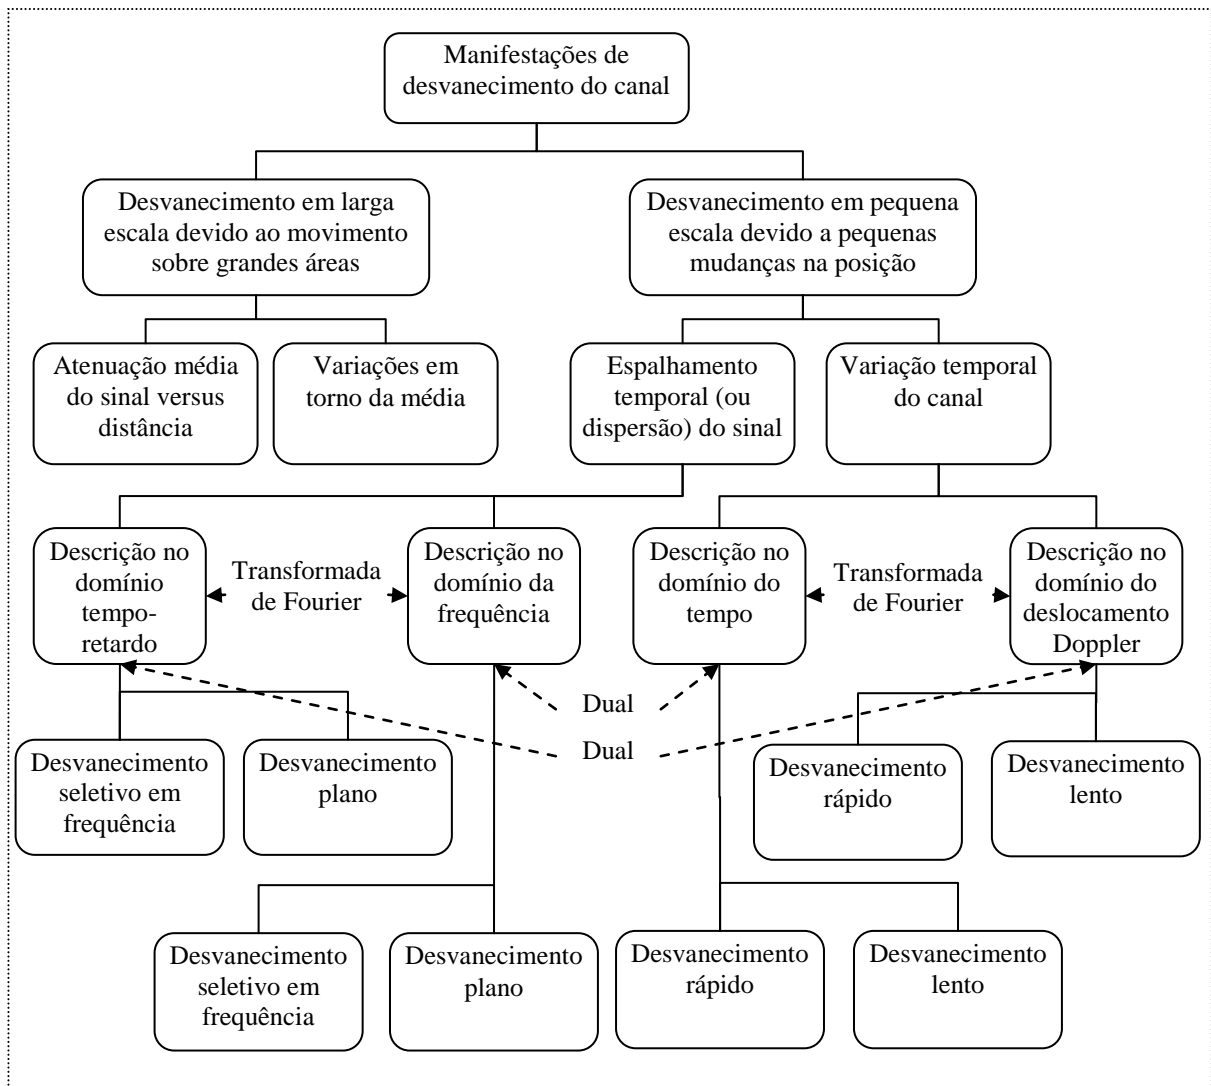 Manifestações de
desvanecimento do canal
Desvanecimento em larga
escala devido ao movimento
sobre grandes áreas
Desvanecimento em pequena
escala devido a pequenas
mudanças na posição
Atenuação média
do sinal versus
distância
Variações em
torno da média
Espalhamento
temporal (ou
dispersão) do sinal
Variação temporal
do canal
Descrição no
domínio
tempo-
retardo
Transformada
de Fourier
Descrição no
domínio da
frequência
Descrição no
domínio do
tempo
Transformada
de Fourier
Descrição no
domínio do
deslocamento
Doppler
Dual
Dual
Desvanecimento
seletivo em
frequência
Desvanecimento
plano
Desvanecimento
rápido
Desvanecimento
lento
Desvanecimento
seletivo em
frequência
Desvanecimento
plano
Desvanecimento
rápido
Desvanecimento
lento